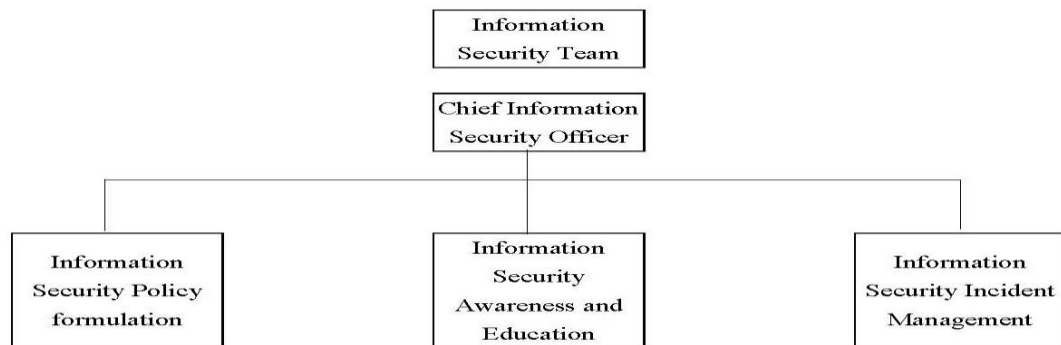 Information
Security Team
Chief Information
Security Officer
Information
Security Policy
formulation
Information
Security
Awareness and
Education
Information
Security Incident
Management